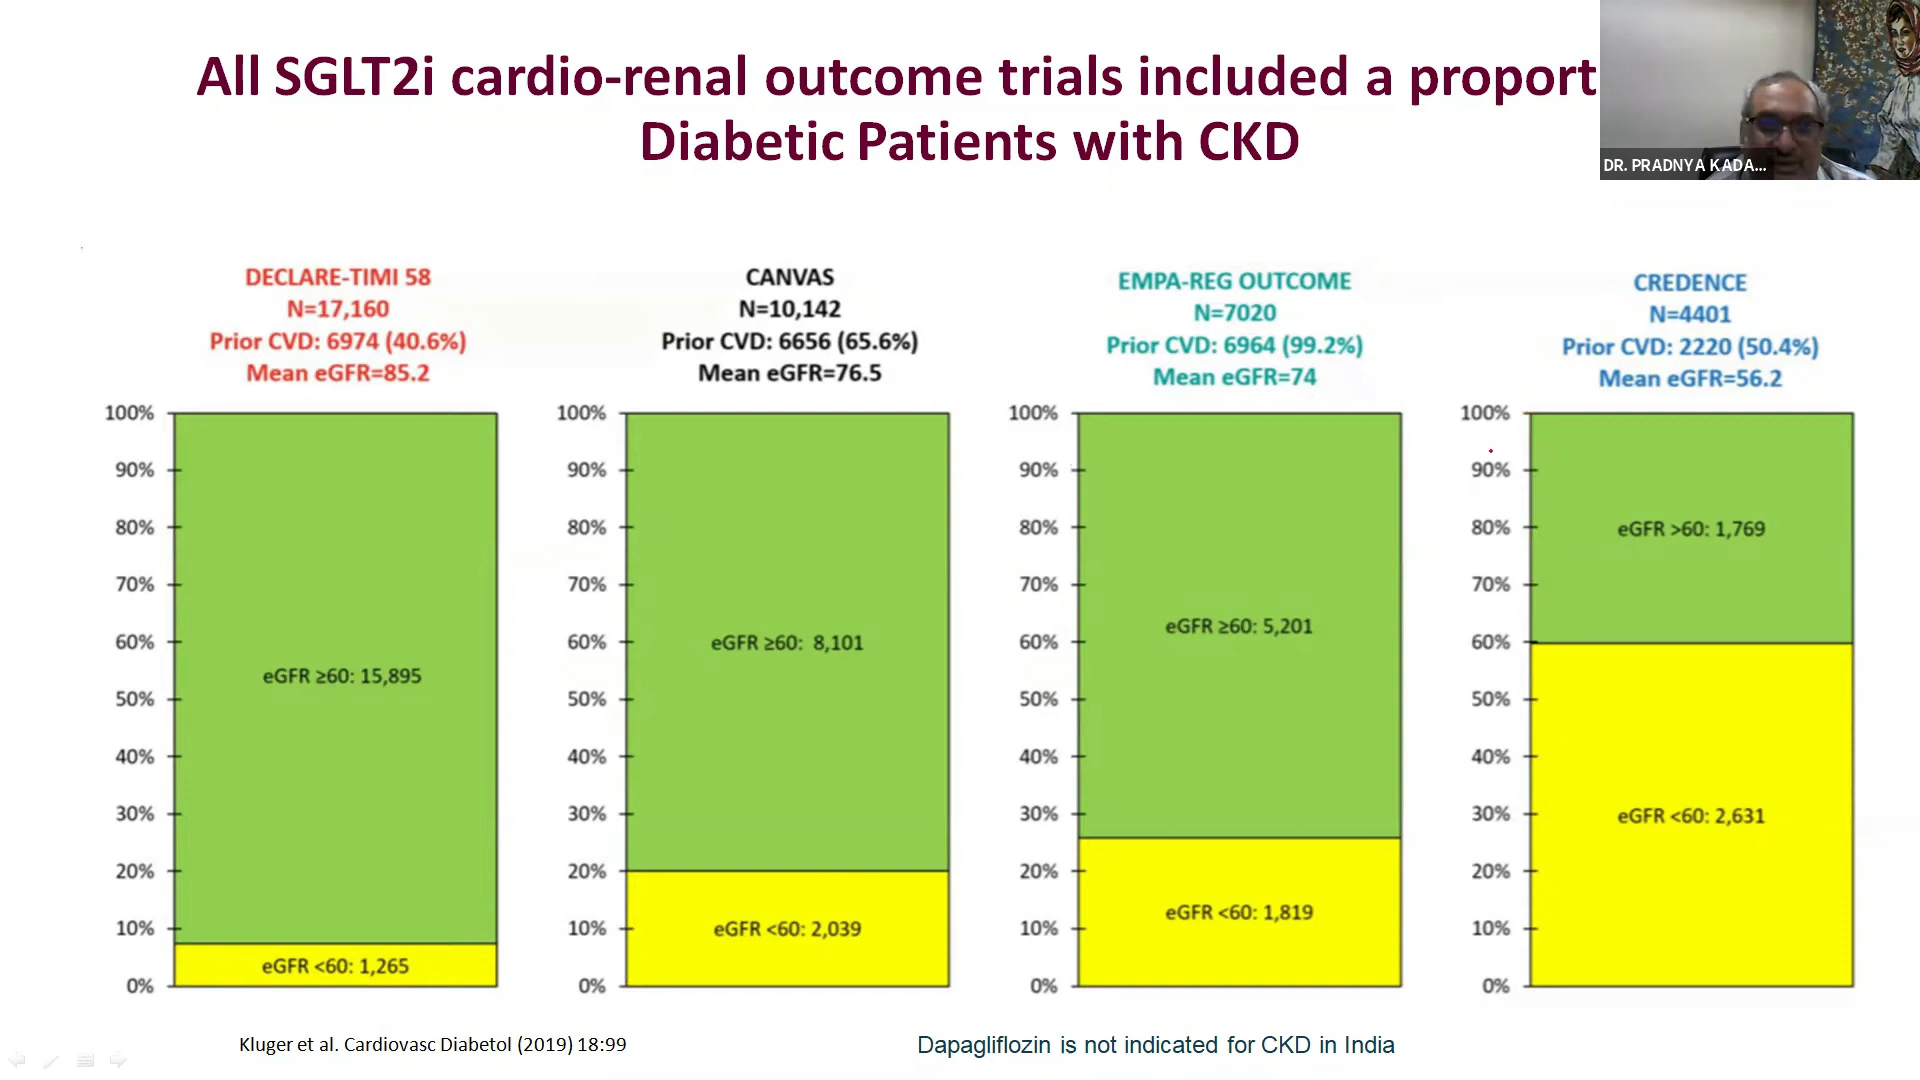 All SGLT2i cardio-renal outcome trials included a proport
Diabetic Patients with CKD
DR. PRADNYA KADA...
DECLARE-TIMI 58
N=17,160
Prior CVD: 6974 (40.6%)
Mean eGFR=85.2
100%
90%
80%
70%
60%
50%
40%
30%
20%
10%
0%
eGFR ≥60: 15,895
eGFR <60: 1,265
CANVAS
N=10,142
Prior CVD: 6656 (65.6%)
Mean eGFR=76.5
100%
90%
80%
70%
60%
50%
40%
30%
20%
10%
0%
eGFR ≥60: 8,101
eGFR <60: 2,039
EMPA-REG OUTCOME
N=7020
Prior CVD: 6964 (99.2%)
Mean eGFR=74
100%
90%
80%
70%
60%
50%
40%
30%
20%
10%
0%
eGFR ≥60: 5,201
eGFR <60: 1,819
CREDENCE
N=4401
Prior CVD: 2220 (50.4%)
Mean eGFR=56.2
100%
90%
80%
70%
60%
50%
40%
30%
20%
10%
0%
eGFR >60: 1,769
eGFR <60: 2,631
Kluger et al. Cardiovasc Diabetol (2019) 18:99
Dapagliflozin is not indicated for CKD in India